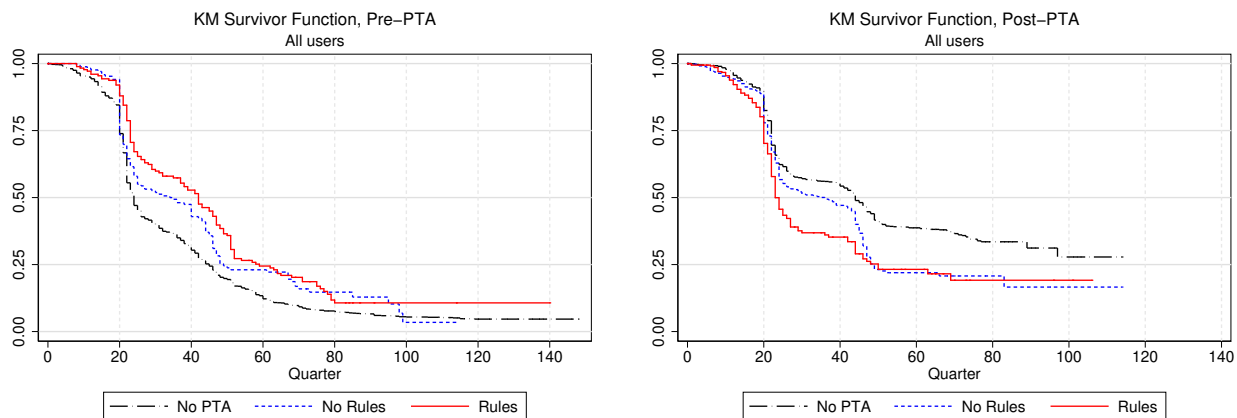 KM Survivor Function, Pre−PTA
All users
1.00
0.75
0.50
0.25
0.00
0 20 40 60 80 100 120 140
Quarter
No PTA No Rules Rules
KM Survivor Function, Post−PTA
All users
1.00
0.75
0.50
0.25
0.00
0 20 40 60 80 100 120 140
Quarter
No PTA No Rules Rules